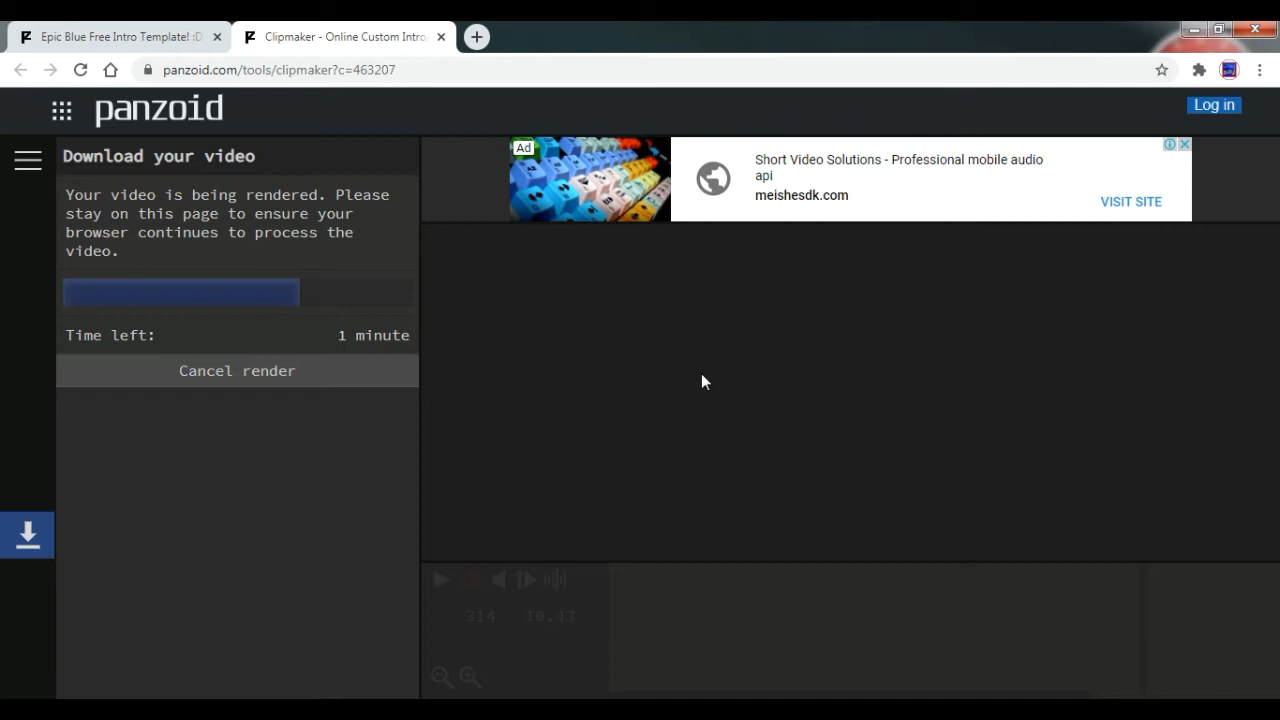 Epic Blue Free Intro Template! :D
Clipmaker - Online Custom Intro
panzoid.com/tools/clipmaker?c=463207
panzoid
Log in
Download your video
Your video is being rendered. Please
stay on this page to ensure your
browser continues to process the
video.
Time left: 1 minute
Cancel render
Ad
Short Video Solutions - Professional mobile audio
api
meishesdk.com
VISIT SITE
314 10.43